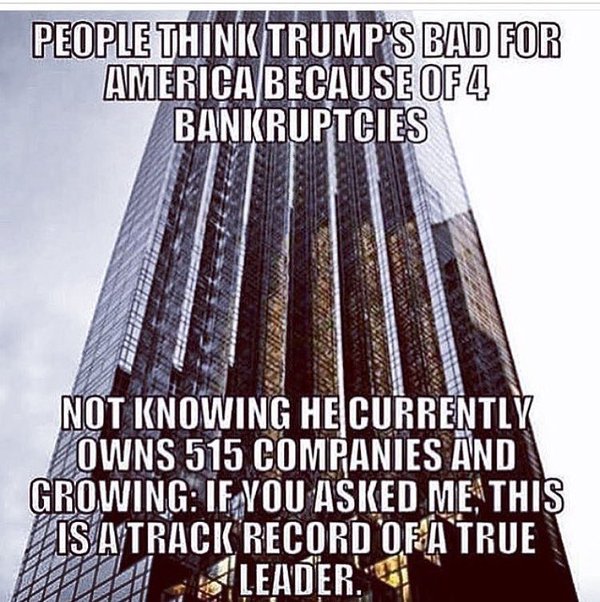 PEOPLE THINK TRUMP'S BAD FOR
AMERICA BECAUSE OF 4
BANKRUPTCIES
NOT KNOWING HE CURRENTLY
OWNS 515 COMPANIES AND
GROWING: IF YOU ASKED ME, THIS
IS A TRACK RECORD OF A TRUE
LEADER.